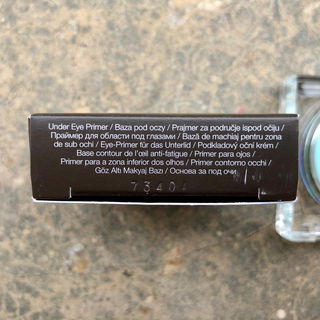 Under Eye Primer / Baza pod oczy / Prajmer za područje ispod očiju /
Праймер для области под глазами / Bază de machiaj pentru zona
de sub ochi / Eye-Primer für das Unterlid / Podkladový oční krém /
Base contour de l'œil anti-fatigue / Primer para ojos /
Primer para a zona inferior dos olhos / Primer contorno occhi /
Göz Altı Makyaj Bazı / Основа за под очи